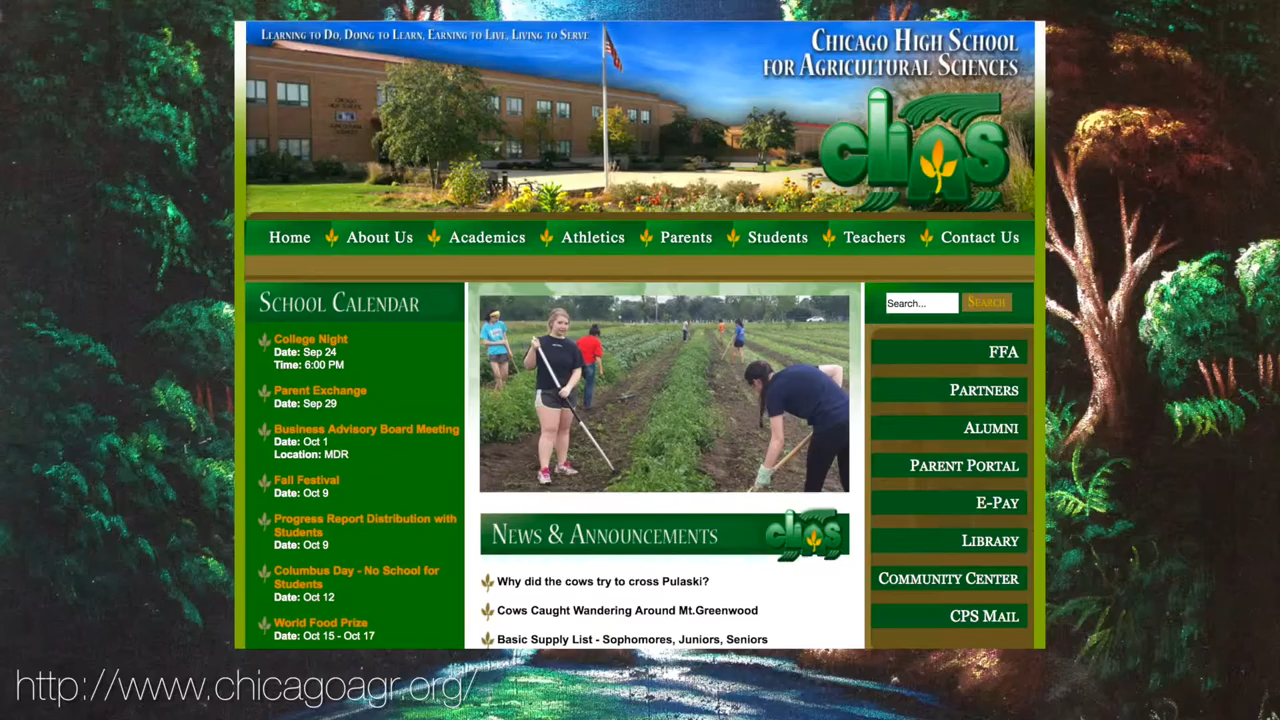 LEARNING TO DO, DOING TO LEARN, EARNING TO LIVE, LIVING TO SERVE
CHICAGO HIGH SCHOOL
FOR AGRICULTURAL SCIENCES
CHAS
Home About Us Academics Athletics Parents Students Teachers Contact Us
SCHOOL CALENDAR
College Night
Date: Sep 24
Time: 6:00 PM
Parent Exchange
Date: Sep 29
Business Advisory Board Meeting
Date: Oct 1
Location: MDR
Fall Festival
Date: Oct 9
Progress Report Distribution with
Students
Date: Oct 9
Columbus Day - No School for
Students
Date: Oct 12
World Food Prize
Date: Oct 15 - Oct 17
NEWS & ANNOUNCEMENTS
CHAS
Why did the cows try to cross Pulaski?
Cows Caught Wandering Around Mt.Greenwood
Basic Supply List - Sophomores, Juniors, Seniors
Search... SEARCH
FFA
PARTNERS
ALUMNI
PARENT PORTAL
E-PAY
LIBRARY
COMMUNITY CENTER
CPS MAIL
http://www.chicagoagr.org/